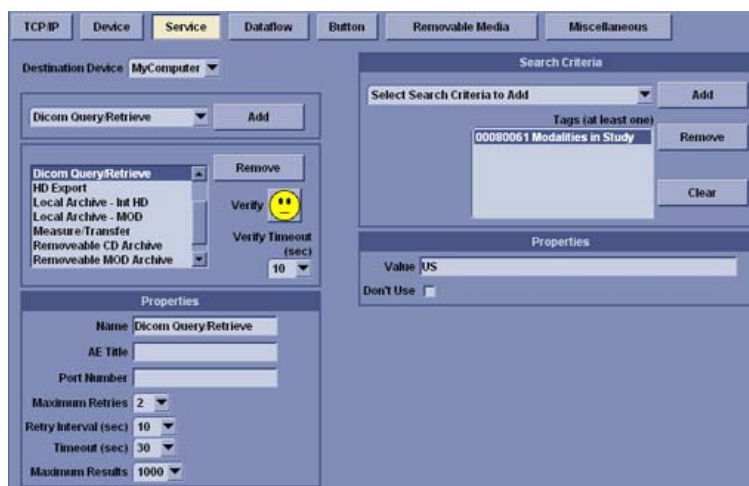 TCP/IP Device Service Dataflow Button Removable Media Miscellaneous
Destination Device MyComputer
Dicom Query/Retrieve Add
Dicom Query/Retrieve
HD Export
Local Archive - Int HD
Local Archive - MOD
Measure/Transfer
Removeable CD Archive
Removeable MOD Archive
Remove
Verify
Verify Timeout
(sec)
10
Properties
Name Dicom Query/Retrieve
AE Title
Port Number
Maximum Retries 2
Retry Interval (sec) 10
Timeout (sec) 30
Maximum Results 1000
Search Criteria
Select Search Criteria to Add Add
Tags (at least one)
00080061 Modalities in Study
Remove
Clear
Properties
Value US
Don't Use